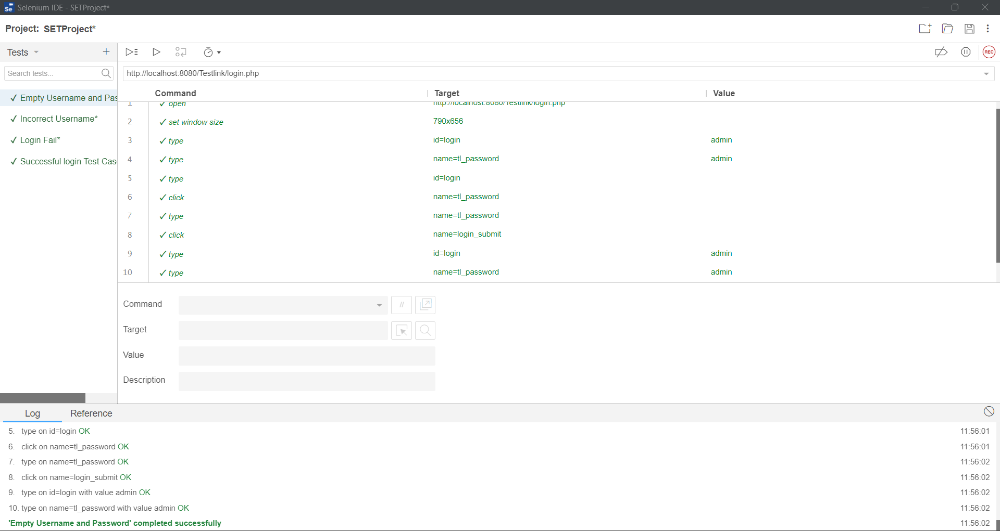 Se Selenium IDE - SETProject*
Project: SETProject*
Tests
REC
Search tests...
http://localhost:8080/Testlink/login.php
Command Target Value
Empty Username and Pas
Incorrect Username*
Login Fail*
Successful login Test Cas
1 open http://localhost:8080/Testlink/login.php
2 set window size 790x656
3 type id=login admin
4 type name=tl_password admin
5 type id=login
6 click name=tl_password
7 type name=tl_password
8 click name=login_submit
9 type id=login admin
10 type name=tl_password admin
Command //
Target
Value
Description
Log Reference
5. type on id=login OK 11:56:01
6. click on name=tl_password OK 11:56:01
7. type on name=tl_password OK 11:56:02
8. click on name=login_submit OK 11:56:02
9. type on id=login with value admin OK 11:56:02
10. type on name=tl_password with value admin OK 11:56:02
'Empty Username and Password' completed successfully 11:56:02